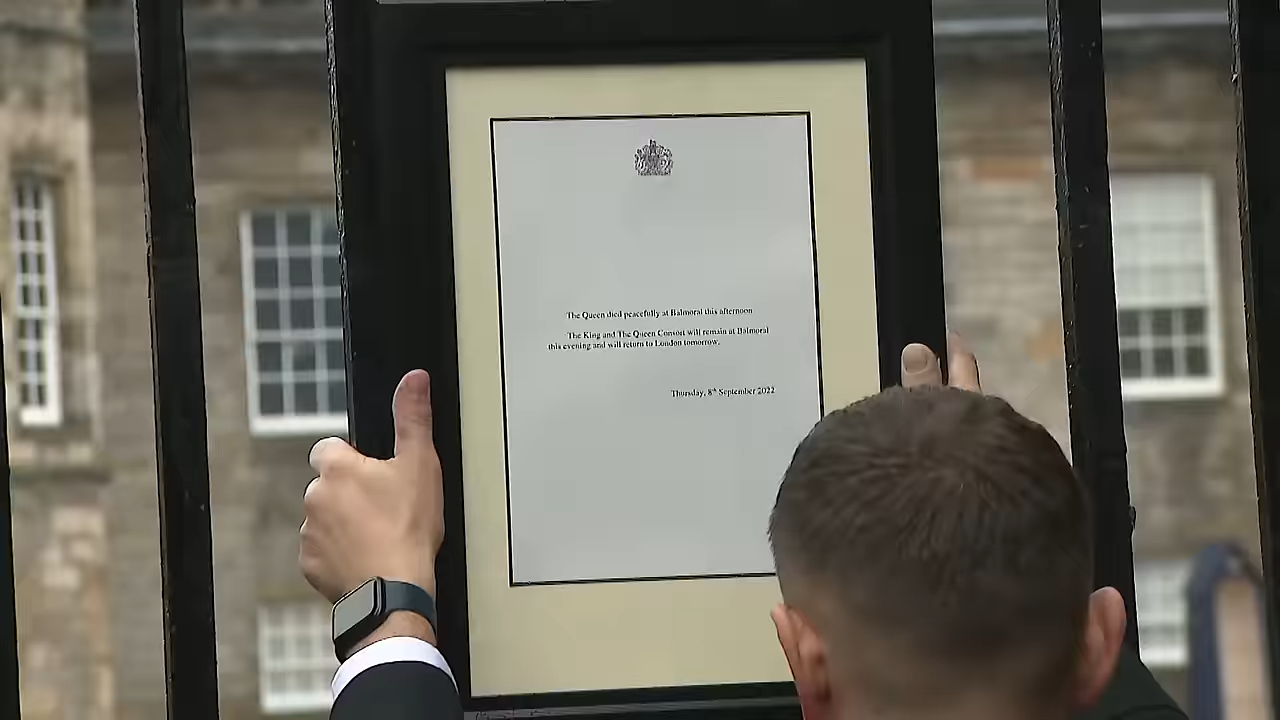 The Queen died peacefully at Balmoral this afternoon
The King and The Queen Consort will remain at Balmoral
this evening and will return to London tomorrow.
Thursday, 8th September 2022